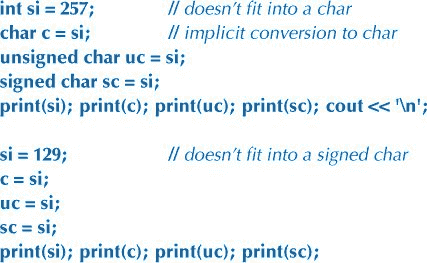 int si = 257; // doesn't fit into a char
char c = si; // implicit conversion to char
unsigned char uc = si;
signed char sc = si;
print(si); print(c); print(uc); print(sc); cout << '\n';
si = 129; // doesn't fit into a signed char
c = si;
uc = si;
sc = si;
print(si); print(c); print(uc); print(sc);